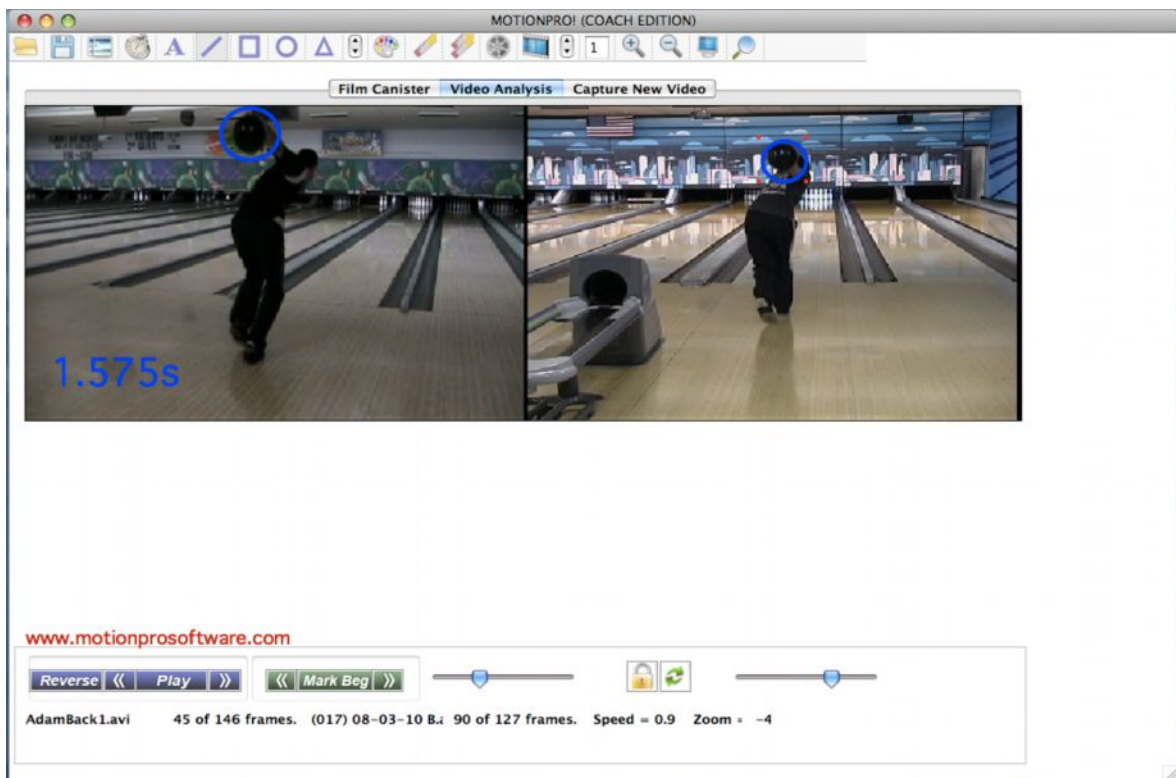 MOTIONPRO! (COACH EDITION)
A 1
Film Canister Video Analysis Capture New Video
1.575s
www.motionprosoftware.com
Reverse « Play » « Mark Beg »
AdamBack1.avi 45 of 146 frames. (017) 08-03-10 B. 90 of 127 frames. Speed = 0.9 Zoom = -4